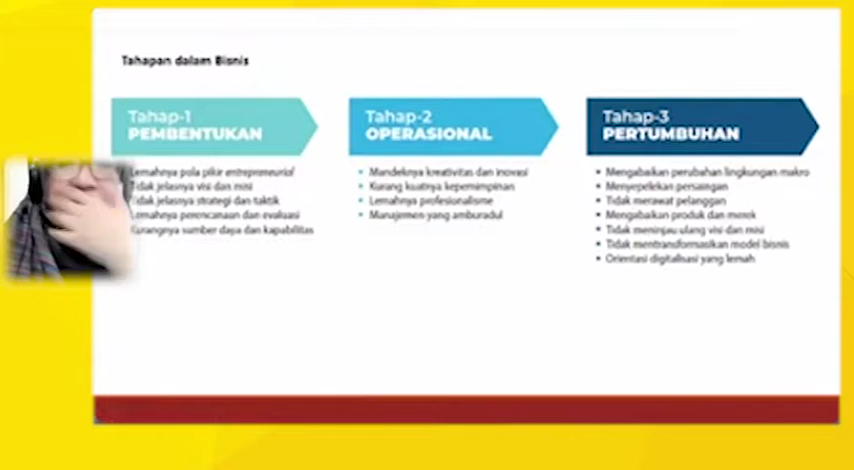 Tahapan dalam Bisnis
Tahap-1
PEMBENTUKAN
Lemahnya pola pikir entrepreneurial
Tidak jelasnya visi dan misi
Tidak jelasnya strategi dan taktik
Lemahnya perencanaan dan evaluasi
Kurangnya sumber daya dan kapabilitas
Tahap-2
OPERASIONAL
Mandeknya kreativitas dan inovasi
Kurang kuatnya kepemimpinan
Lemahnya profesionalisme
Manajemen yang amburadul
Tahap-3
PERTUMBUHAN
Mengabaikan perubahan lingkungan makro
Menyepelekan persaingan
Tidak merawat pelanggan
Mengabaikan produk dan merek
Tidak meninjau ulang visi dan misi
Tidak mentransformasikan model bisnis
Orientasi digitalisasi yang lemah